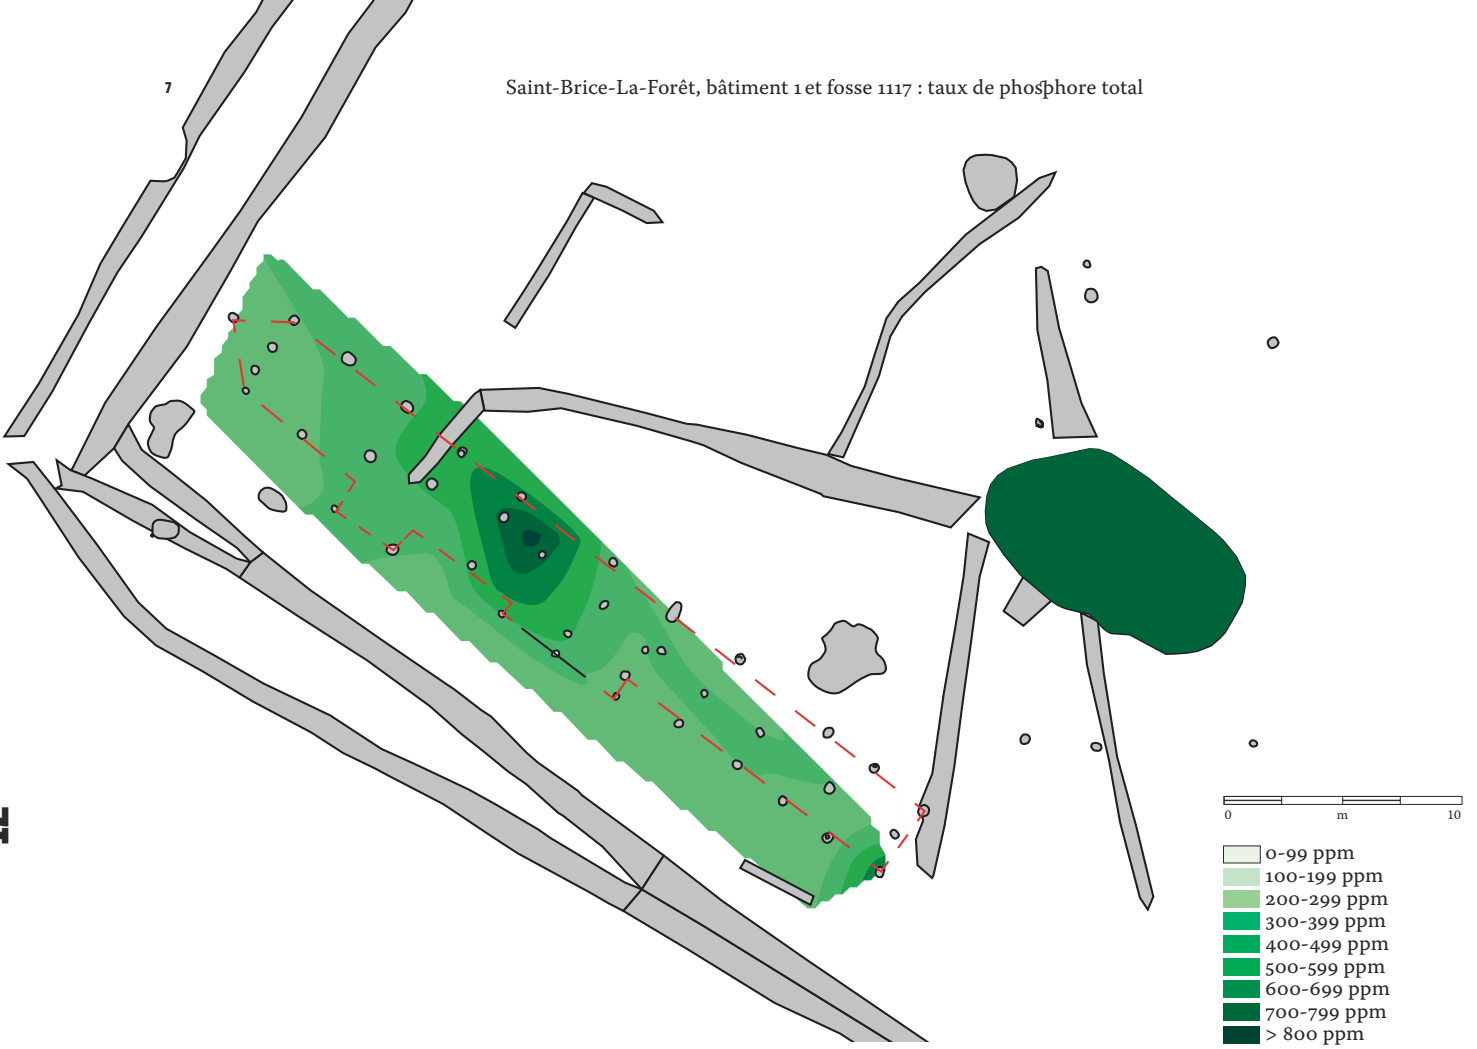 7
Saint-Brice-La-Forêt, bâtiment 1 et fosse 1117 : taux de phosphore total
0 m 10
0-99 ppm
100-199 ppm
200-299 ppm
300-399 ppm
400-499 ppm
500-599 ppm
600-699 ppm
700-799 ppm
> 800 ppm